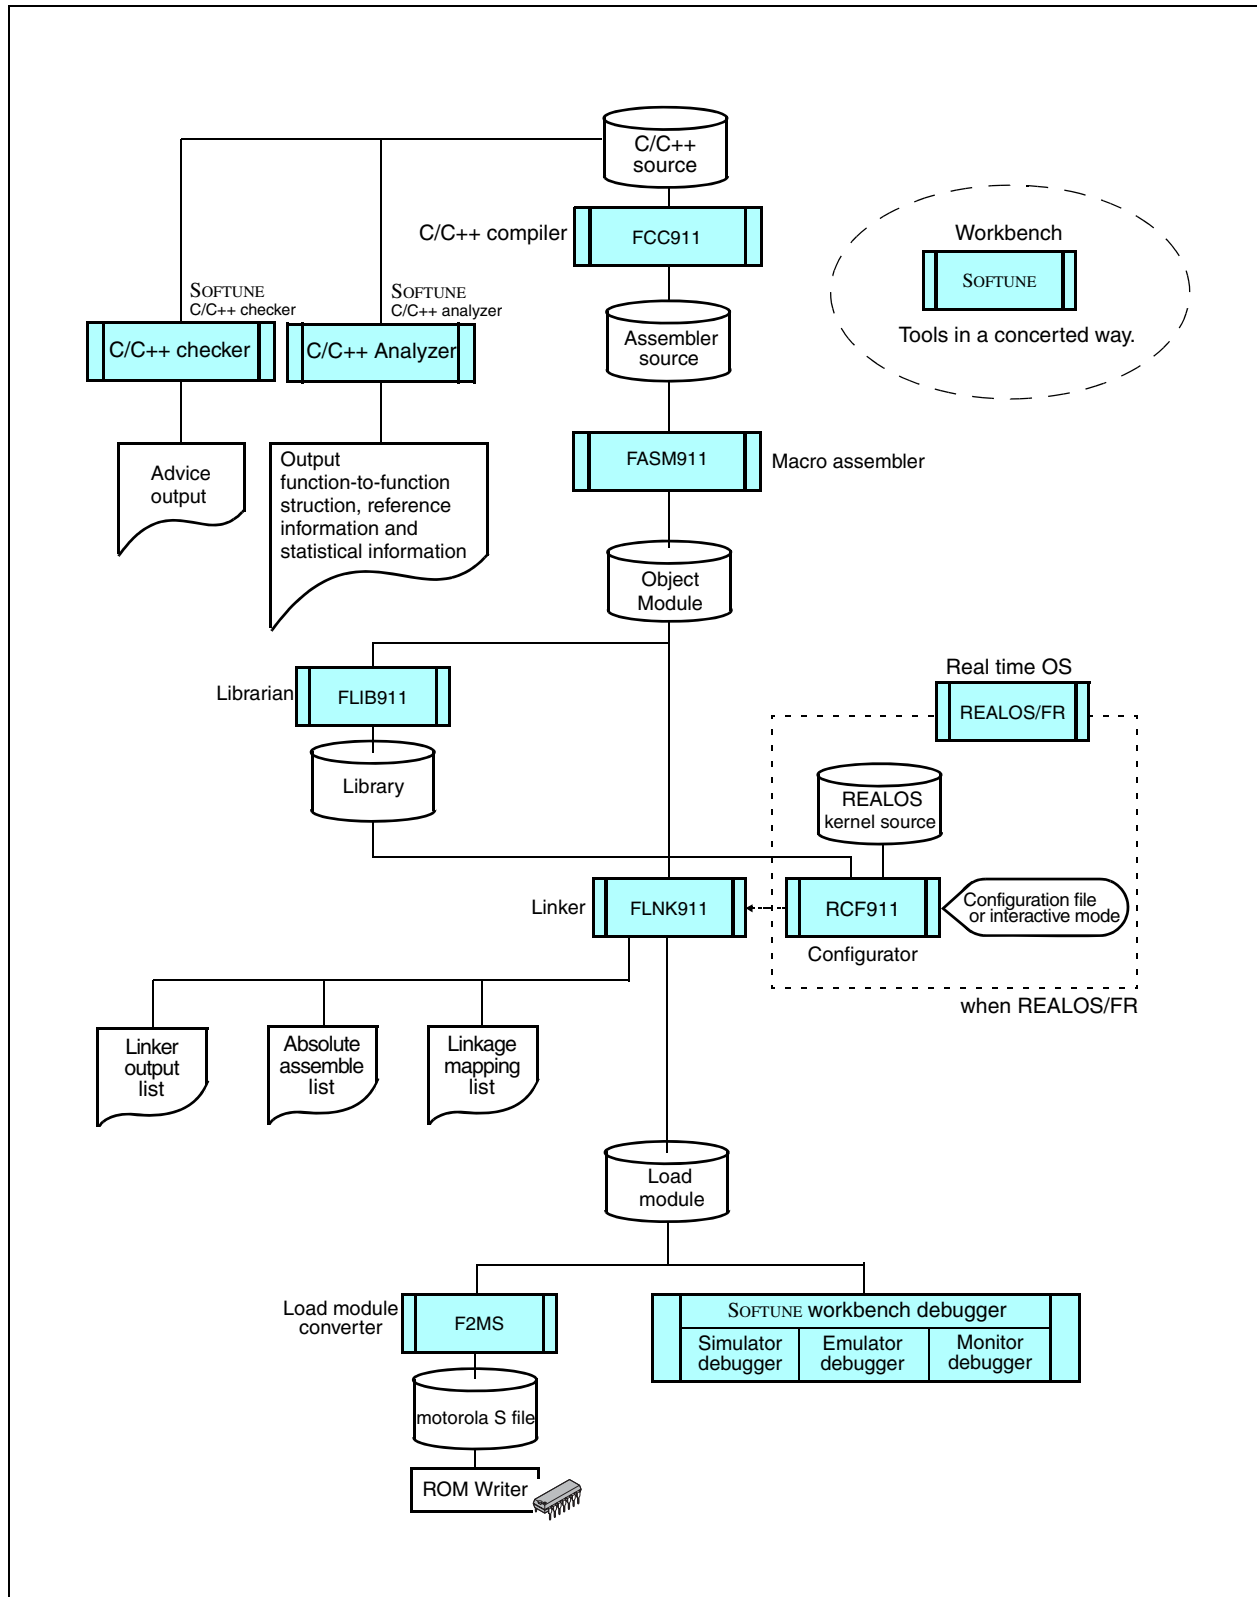 C/C++
source
C/C++ compiler
FCC911
Workbench
SOFTUNE
Tools in a concerted way.
SOFTUNE
C/C++ checker
SOFTUNE
C/C++ analyzer
C/C++ checker
C/C++ Analyzer
Assembler
source
Advice
output
Output
function-to-function
struction, reference
information and
statistical information
FASM911
Macro assembler
Object
Module
Librarian
FLIB911
Library
Real time OS
REALOS/FR
REALOS
kernel source
Linker
FLNK911
RCF911
Configuration file
or interactive mode
Configurator
when REALOS/FR
Linker
output
list
Absolute
assemble
list
Linkage
mapping
list
Load
module
Load module
converter
F2MS
SOFTUNE workbench debugger
Simulator
debugger
Emulator
debugger
Monitor
debugger
motorola S file
ROM Writer